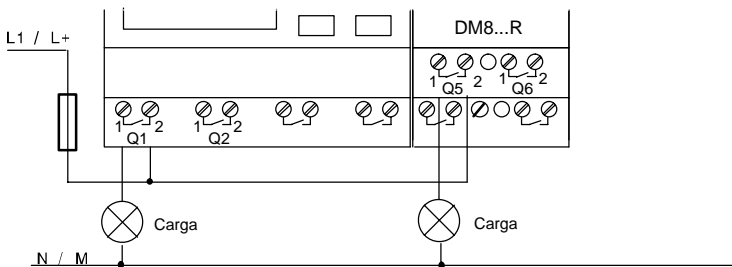 DM8...R
L1 / L+
1 2 1 2
Q5 Q6
1 2 1 2
Q1 Q2
Carga Carga
N / M